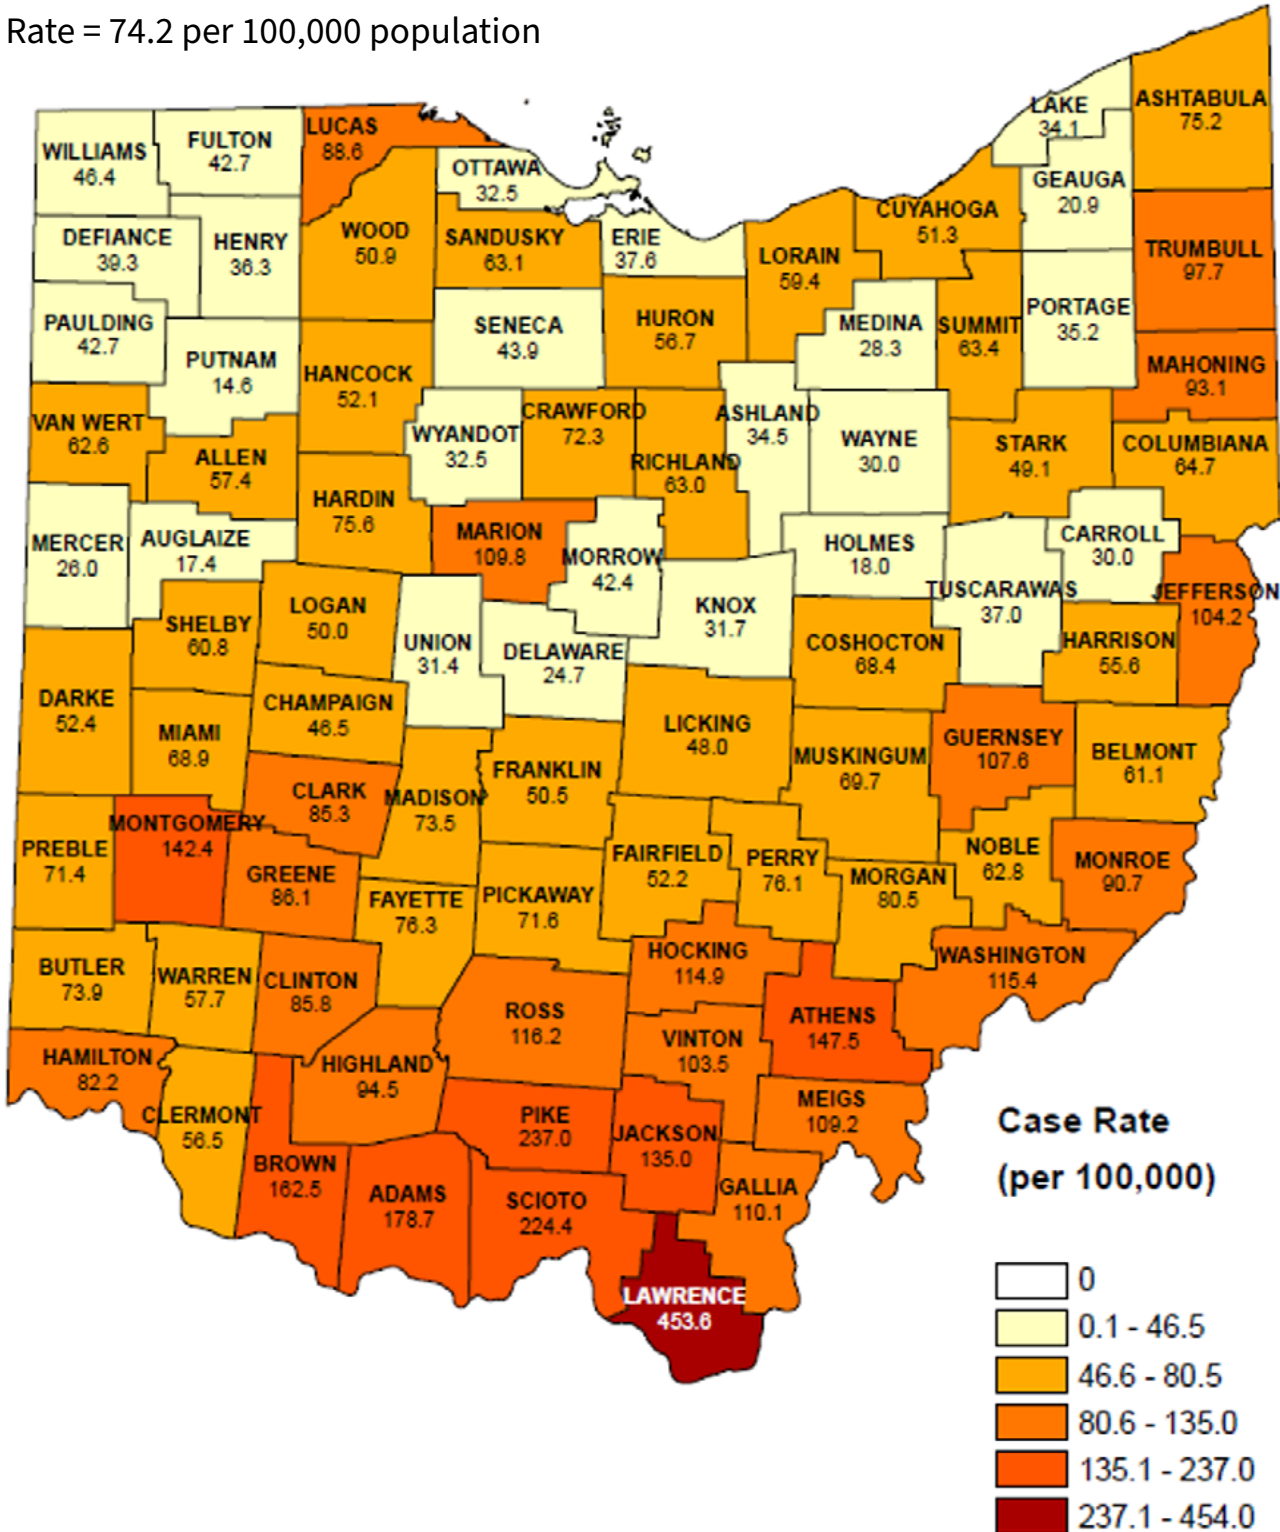 Rate = 74.2 per 100,000 population
LAKE
34.1
ASHTABULA
75.2
WILLIAMS
46.4
FULTON
42.7
LUCAS
88.6
OTTAWA
32.5
GEAUGA
20.9
DEFIANCE
39.3
HENRY
36.3
WOOD
50.9
SANDUSKY
63.1
ERIE
37.6
LORAIN
59.4
CUYAHOGA
51.3
TRUMBULL
97.7
PAULDING
42.7
PUTNAM
14.6
HANCOCK
52.1
SENECA
43.9
HURON
56.7
MEDINA
28.3
SUMMIT
63.4
PORTAGE
35.2
MAHONING
93.1
VAN WERT
62.6
ALLEN
57.4
WYANDOT
32.5
CRAWFORD
72.3
RICHLAND
63.0
ASHLAND
34.5
WAYNE
30.0
STARK
49.1
COLUMBIANA
64.7
MERCER
26.0
AUGLAIZE
17.4
HARDIN
75.6
MARION
109.8
MORROW
42.4
HOLMES
18.0
CARROLL
30.0
TUSCARAWAS
37.0
JEFFERSON
104.2
SHELBY
60.8
LOGAN
50.0
UNION
31.4
DELAWARE
24.7
KNOX
31.7
COSHOCTON
68.4
HARRISON
55.6
DARKE
52.4
MIAMI
68.9
CHAMPAIGN
46.5
LICKING
48.0
MUSKINGUM
69.7
GUERNSEY
107.6
BELMONT
61.1
CLARK
85.3
MADISON
73.5
FRANKLIN
50.5
PREBLE
71.4
MONTGOMERY
142.4
GREENE
86.1
FAYETTE
76.3
PICKAWAY
71.6
FAIRFIELD
52.2
PERRY
76.1
MORGAN
80.5
NOBLE
62.8
MONROE
90.7
BUTLER
73.9
WARREN
57.7
CLINTON
85.8
ROSS
116.2
HOCKING
114.9
ATHENS
147.5
WASHINGTON
115.4
HAMILTON
82.2
CLERMONT
56.5
HIGHLAND
94.5
VINTON
103.5
MEIGS
109.2
BROWN
162.5
ADAMS
178.7
PIKE
237.0
SCIOTO
224.4
JACKSON
135.0
GALLIA
110.1
LAWRENCE
453.6
Case Rate
(per 100,000)
0
0.1 - 46.5
46.6 - 80.5
80.6 - 135.0
135.1 - 237.0
237.1 - 454.0